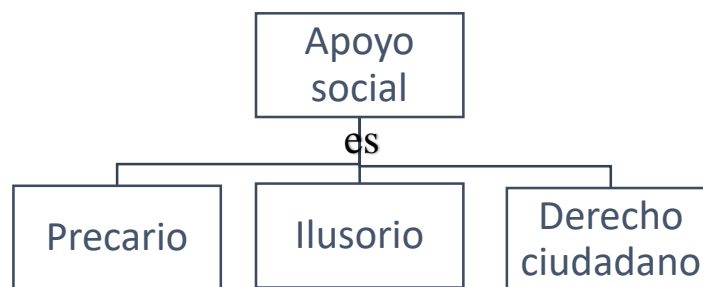 Apoyo
social
es
Precario
Ilusorio
Derecho
ciudadano